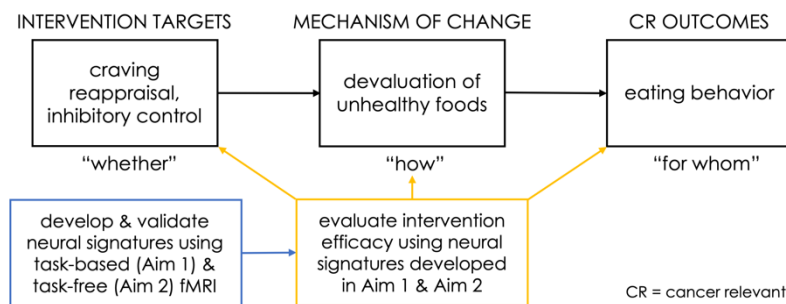 INTERVENTION TARGETS
MECHANISM OF CHANGE
CR OUTCOMES
craving
reappraisal,
inhibitory control
devaluation of
unhealthy foods
eating behavior
“whether”
“how”
“for whom”
develop & validate
neural signatures using
task-based (Aim 1) &
task-free (Aim 2) fMRI
evaluate intervention
efficacy using neural
signatures developed
in Aim 1 & Aim 2
CR = cancer relevant